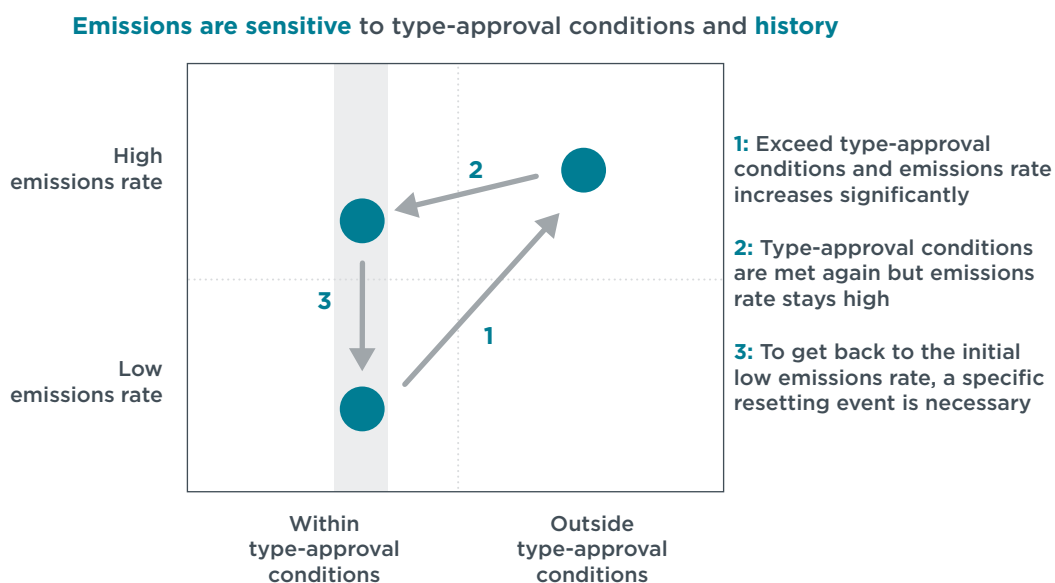 Emissions are sensitive to type-approval conditions and history
High
emissions rate
Low
emissions rate
2
3
1
1: Exceed type-approval
conditions and emissions rate
increases significantly
2: Type-approval conditions
are met again but emissions
rate stays high
3: To get back to the initial
low emissions rate, a specific
resetting event is necessary
Within
type-approval
conditions
Outside
type-approval
conditions